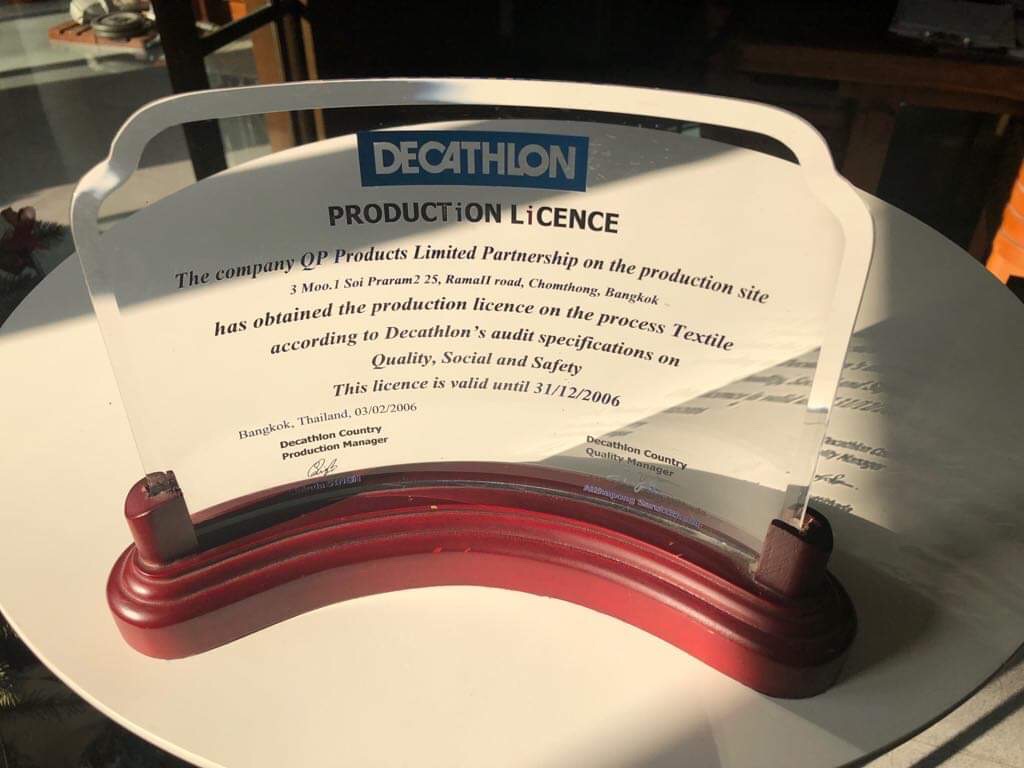 DECATHLON
PRODUCTiON LiCENCE
The company QP Products Limited Partnership on the production site
3 Moo.1 Soi Praram2 25, RamaII road, Chomthong, Bangkok
has obtained the production licence on the process Textile
according to Decathlon's audit specifications on
Quality, Social and Safety
This licence is valid until 31/12/2006
Bangkok, Thailand, 03/02/2006
Decathlon Country
Production Manager
Decathlon Country
Quality Manager